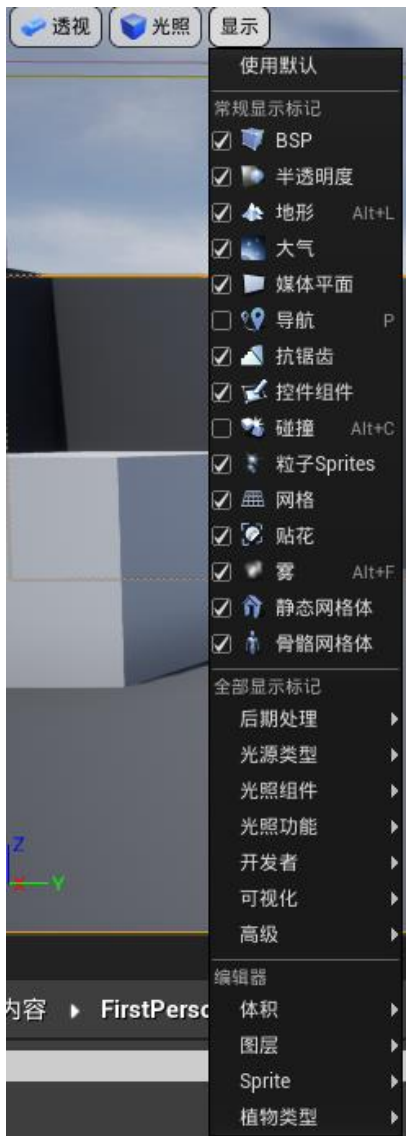 透视 光照 显示
使用默认
常规显示标记
BSP
半透明度
地形 Alt+L
大气
媒体平面
导航 P
抗锯齿
控件组件
碰撞 Alt+C
粒子Sprites
网格
贴花
雾 Alt+F
静态网格体
骨骼网格体
全部显示标记
后期处理
光源类型
光照组件
光照功能
开发者
可视化
高级
Z
X Y
编辑器
内容 FirstPerso
体积
图层
Sprite
植物类型